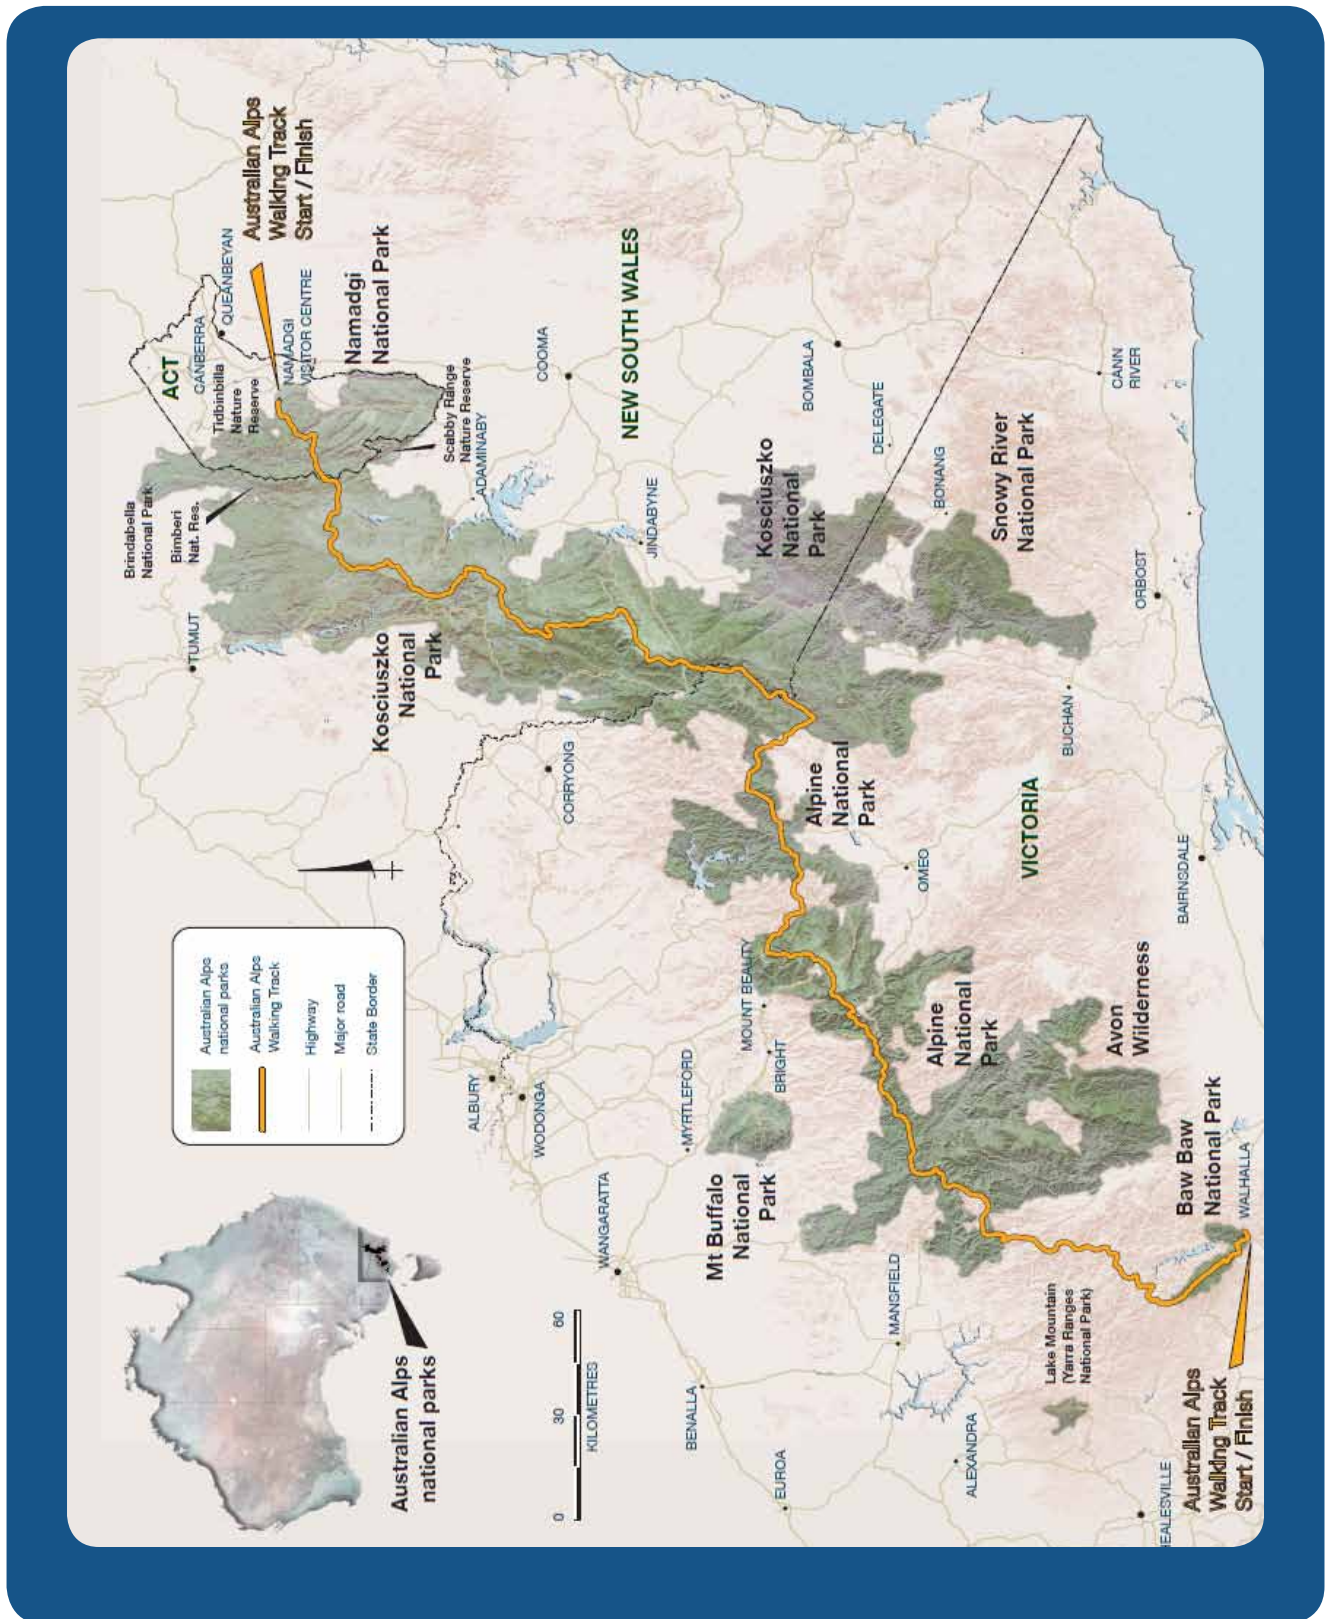 Australian Alps
national parks
Australian Alps
national parks
Australian Alps
Walking Track
Highway
Major road
State Border
0
30
60
KILOMETRES
ACT
CANBERRA
QUEANBEYAN
Australian Alps
Walking Track
Start / Finish
NAMADGI
VISITOR CENTRE
Namadgi
National Park
Tidbinbilla
Nature
Reserve
Scabby Range
Nature Reserve
Brindabella
National Park
Bimberi
Nat. Res.
TUMUT
ADAMINABY
COOMA
NEW SOUTH WALES
JINDABYNE
Kosciuszko
National
Park
Kosciuszko
National
Park
BOMBALA
DELEGATE
BONANG
Snowy River
National Park
CANN
RIVER
ORBOST
BUCHAN
CORRYONG
Alpine
National
Park
OMEO
VICTORIA
BAIRNSDALE
ALBURY
WODONGA
WANGARATTA
MYRTLEFORD
MOUNT BEAUTY
BRIGHT
Mt Buffalo
National
Park
Alpine
National
Park
Avon
Wilderness
Baw Baw
National Park
WALHALLA
BENALLA
EUROA
MANSFIELD
ALEXANDRA
Lake Mountain
(Yarra Ranges
National Park)
EALESVILLE
Australian Alps
Walking Track
Start / Finish